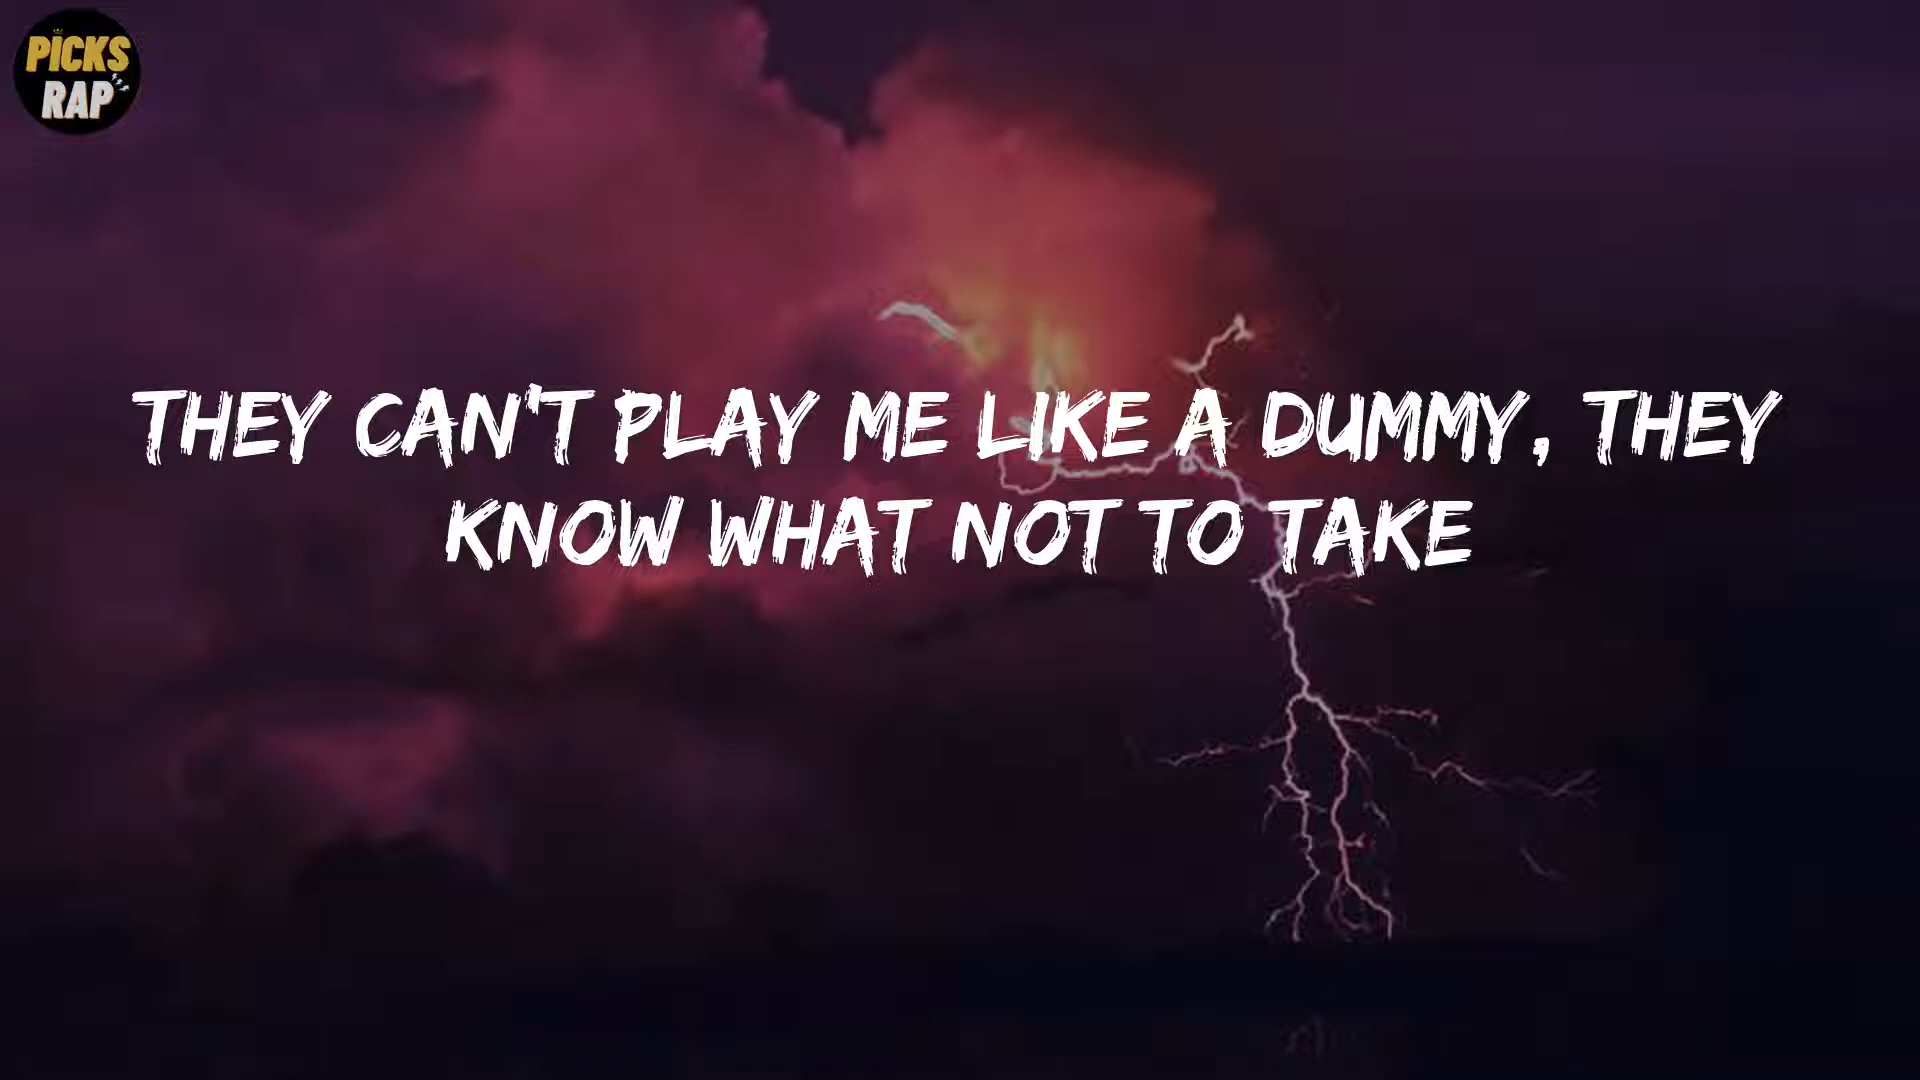 PICKS
RAP
THEY CAN'T PLAY ME LIKE A DUMMY, THEY
KNOW WHAT NOT TO TAKE